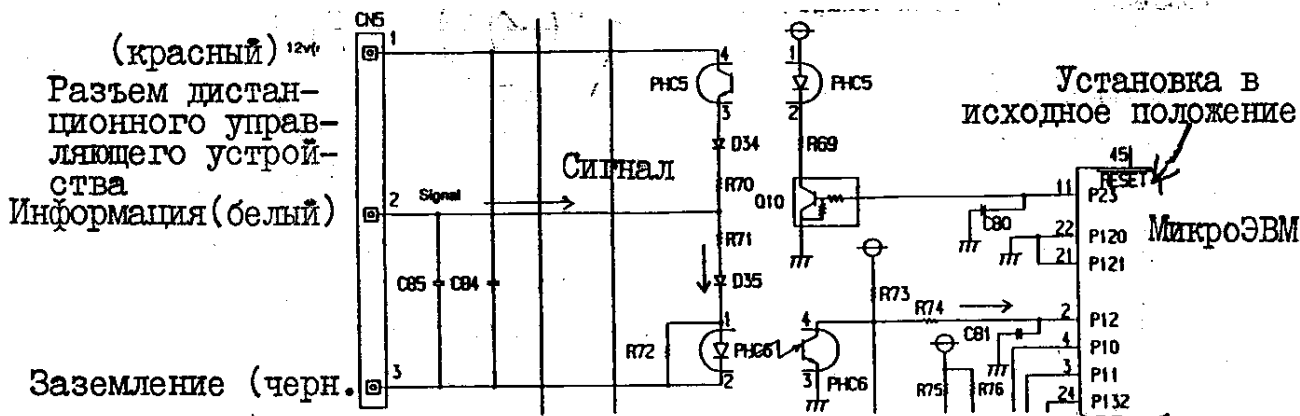 CN5
(красный) 12v(r
1
Разъем дистан-
ционного управ-
ляющего устрой-
ства
Информация(белый)
2
Signal
Сигнал
C85
C84
Заземление (черн.
3
4
PHC5
3
D34
R70
R71
D35
R72
1
PHC6
2
1
PHC5
2
R69
Q10
R73
R74
4
3
PHC6
R75
R76
C80
C81
Установка в
исходное положение
45
RESET
11
P23
22
P120
21
P121
МикроЭВМ
2
P12
4
P10
3
P11
24
P132